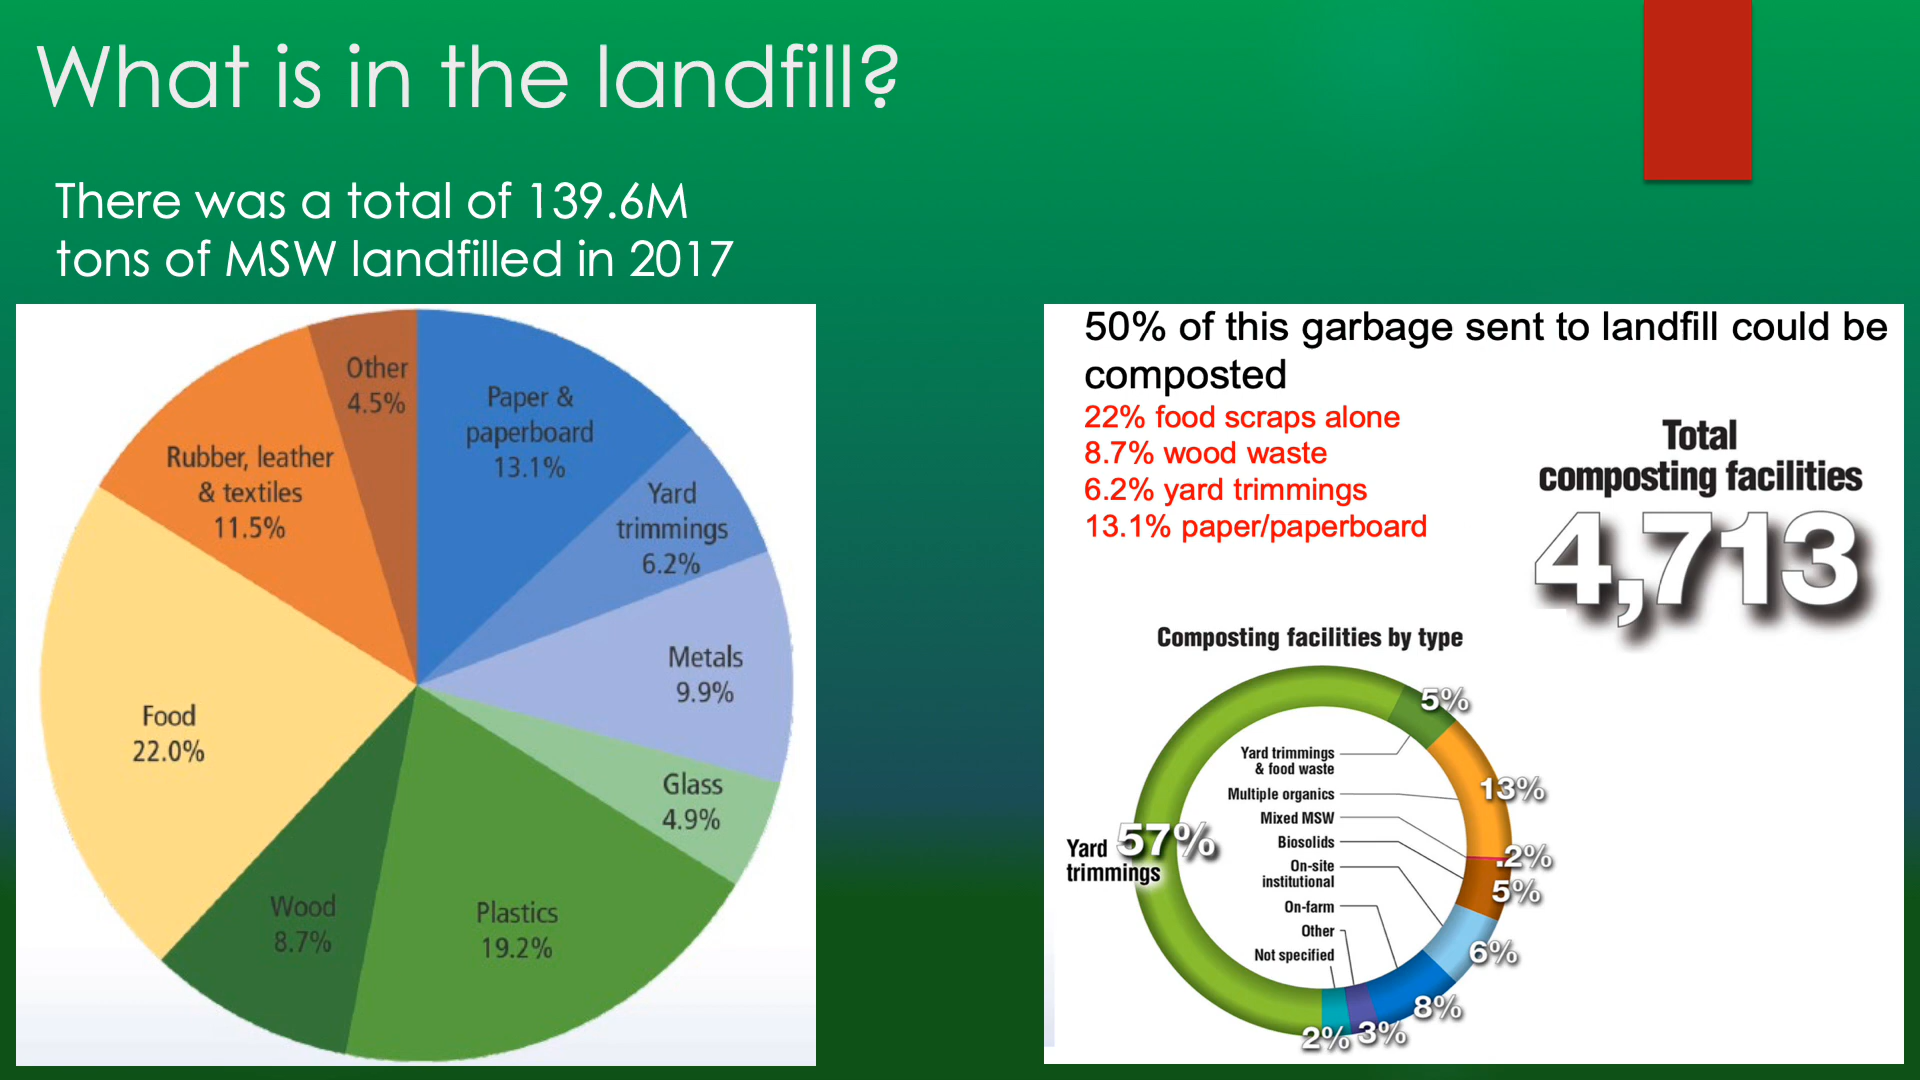 What is in the landfill?
There was a total of 139.6M
tons of MSW landfilled in 2017
Other
4.5%
Paper &
paperboard
13.1%
Yard
trimmings
6.2%
Metals
9.9%
Glass
4.9%
Plastics
19.2%
Wood
8.7%
Food
22.0%
Rubber, leather
& textiles
11.5%
50% of this garbage sent to landfill could be
composted
22% food scraps alone
8.7% wood waste
6.2% yard trimmings
13.1% paper/paperboard
Total
composting facilities
4,713
Composting facilities by type
Yard trimmings
& food waste
5%
Multiple organics
13%
Mixed MSW
.2%
Biosolids
5%
On-site
institutional
6%
On-farm
8%
Other
3%
Not specified
2%
Yard
trimmings
57%